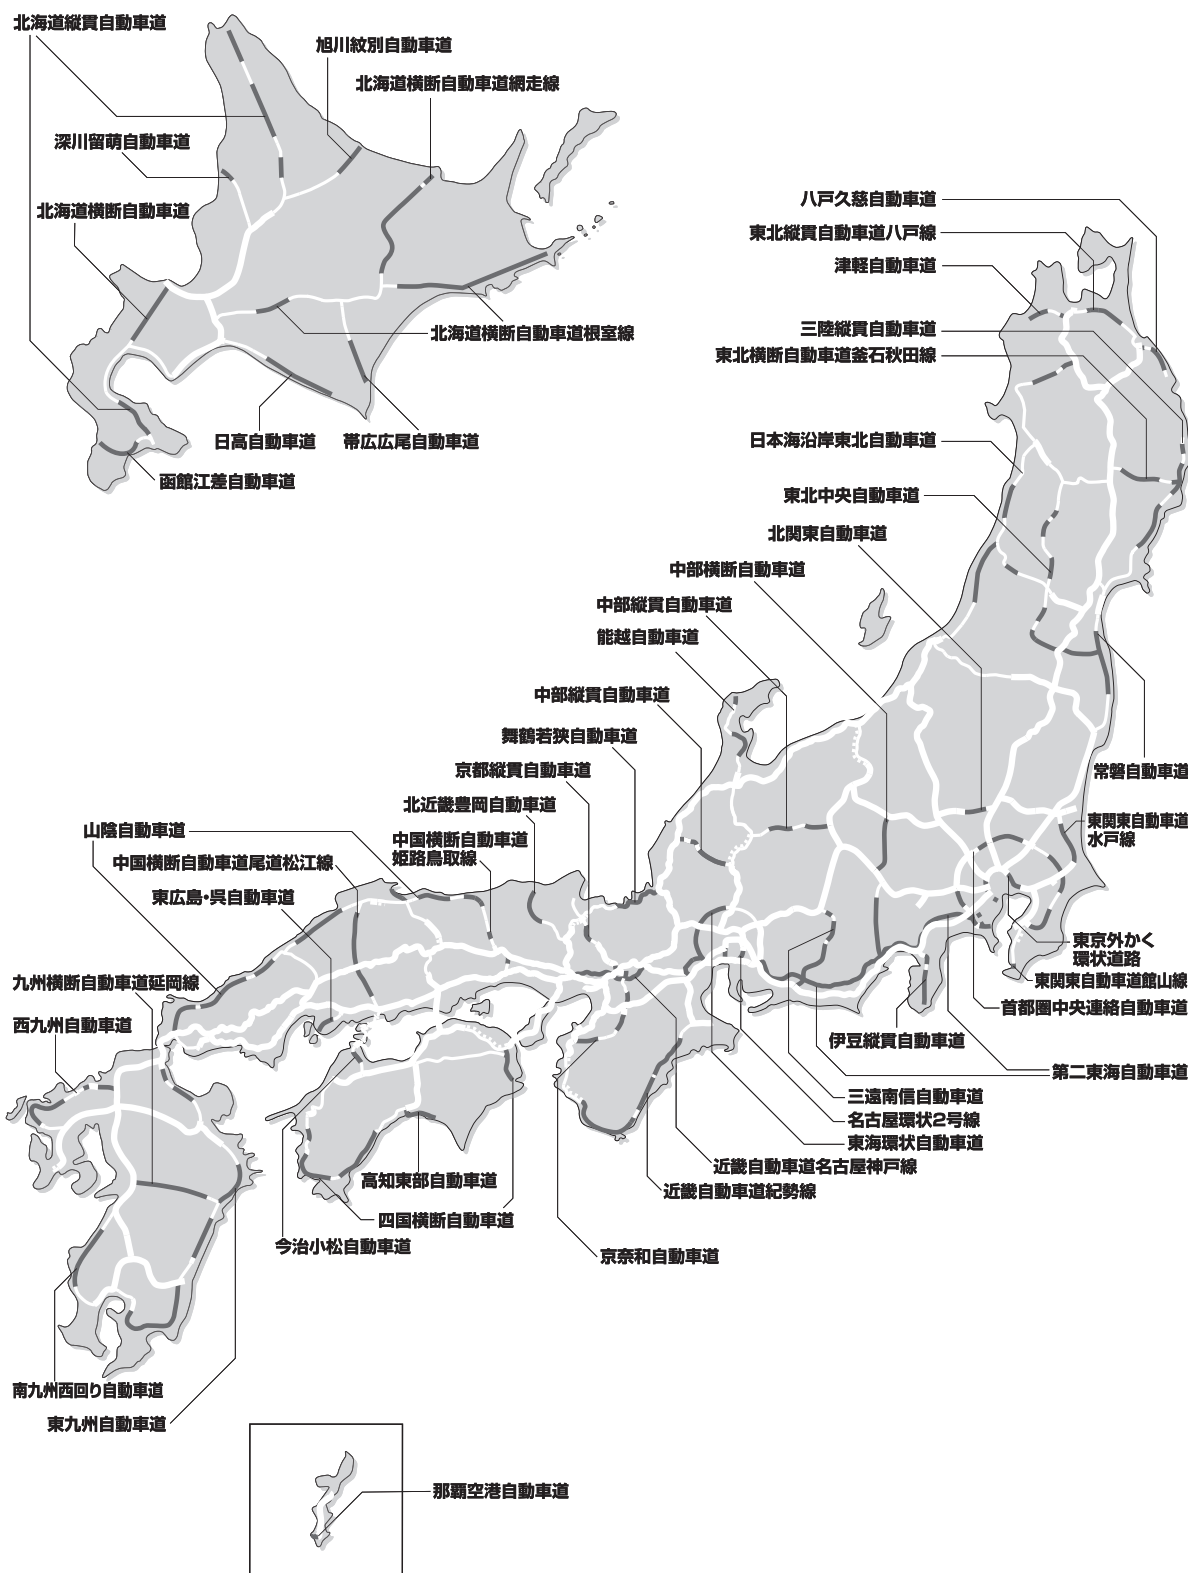 北海道縦貫自動車道
旭川紋別自動車道
北海道横断自動車道網走線
深川留萌自動車道
北海道横断自動車道
八戸久慈自動車道
東北縦貫自動車道八戸線
津軽自動車道
三陸縦貫自動車道
北海道横断自動車道根室線
東北横断自動車道釜石秋田線
日高自動車道
帯広広尾自動車道
日本海沿岸東北自動車道
函館江差自動車道
東北中央自動車道
北関東自動車道
中部横断自動車道
中部縦貫自動車道
能越自動車道
中部縦貫自動車道
舞鶴若狭自動車道
京都縦貫自動車道
常磐自動車道
北近畿豊岡自動車道
東関東自動車道
水戸線
山陰自動車道
中国横断自動車道
姫路鳥取線
中国横断自動車道尾道松江線
東広島・呉自動車道
東京外かく
環状道路
東関東自動車道館山線
九州横断自動車道延岡線
首都圏中央連絡自動車道
西九州自動車道
伊豆縦貫自動車道
第二東海自動車道
三遠南信自動車道
名古屋環状2号線
東海環状自動車道
近畿自動車道名古屋神戸線
高知東部自動車道
近畿自動車道紀勢線
四国横断自動車道
今治小松自動車道
京奈和自動車道
南九州西回り自動車道
東九州自動車道
那覇空港自動車道